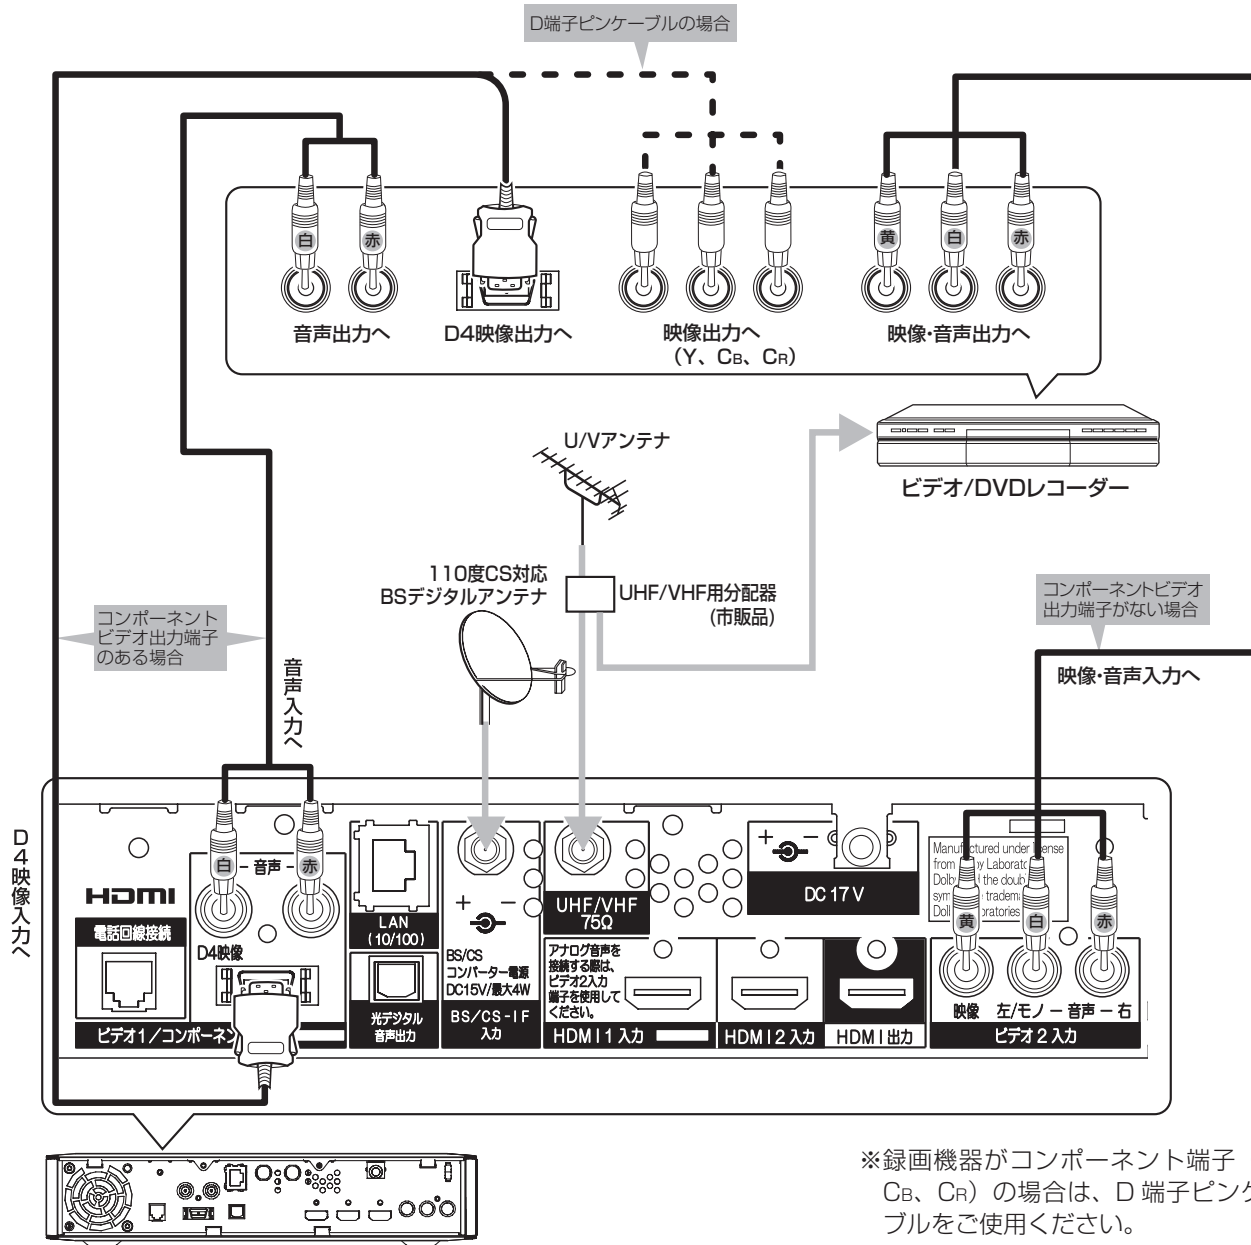 D端子ピンケーブルの場合
白
赤
黄
白
赤
音声出力へ
D4映像出力へ
映像出力へ
(Y、CB、CR)
映像・音声出力へ
ビデオ/DVDレコーダー
U/Vアンテナ
110度CS対応
BSデジタルアンテナ
UHF/VHF用分配器
(市販品)
コンポーネント
ビデオ出力端子
のある場合
コンポーネントビデオ
出力端子がない場合
音声入力へ
映像・音声入力へ
D4映像入力へ
白
- 音声 -
赤
HDMI
電話回線接続
D4映像
ビデオ1/コンポーネン
LAN
(10/100)
光デジタル
音声出力
+ -
BS/CS
コンバーター電源
DC15V/最大4W
BS/CS-IF
入力
UHF/VHF
75Ω
アナログ音声を
接続する際は、
ビデオ2入力
端子を使用して
ください。
HDMI1 入力
HDMI2 入力
HDMI出力
+ -
DC 17 V
Manuf ctured under
from y Laborato
Dolby the doub
sym tradem
Dol oratories
黄
白
赤
映像
左/モノ - 音声 - 右
ビデオ 2 入力
※録画機器がコンポーネント端子
CB、CR)の場合は、D 端子ピンケ
ブルをご使用ください。